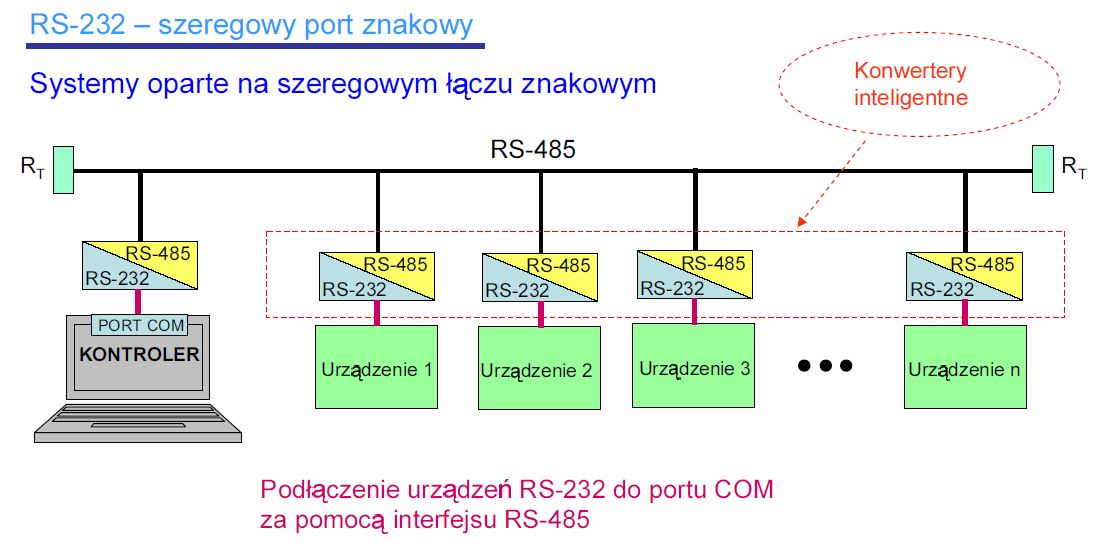 RS-232 – szeregowy port znakowy
Systemy oparte na szeregowym łączu znakowym
Konwertery
inteligentne
RS-485
RT
RT
RS-485
RS-232
RS-485
RS-232
RS-485
RS-232
RS-485
RS-232
RS-485
RS-232
PORT COM
KONTROLER
Urządzenie 1
Urządzenie 2
Urządzenie 3
•••
Urządzenie n
Podłączenie urządzeń RS-232 do portu COM
za pomocą interfejsu RS-485